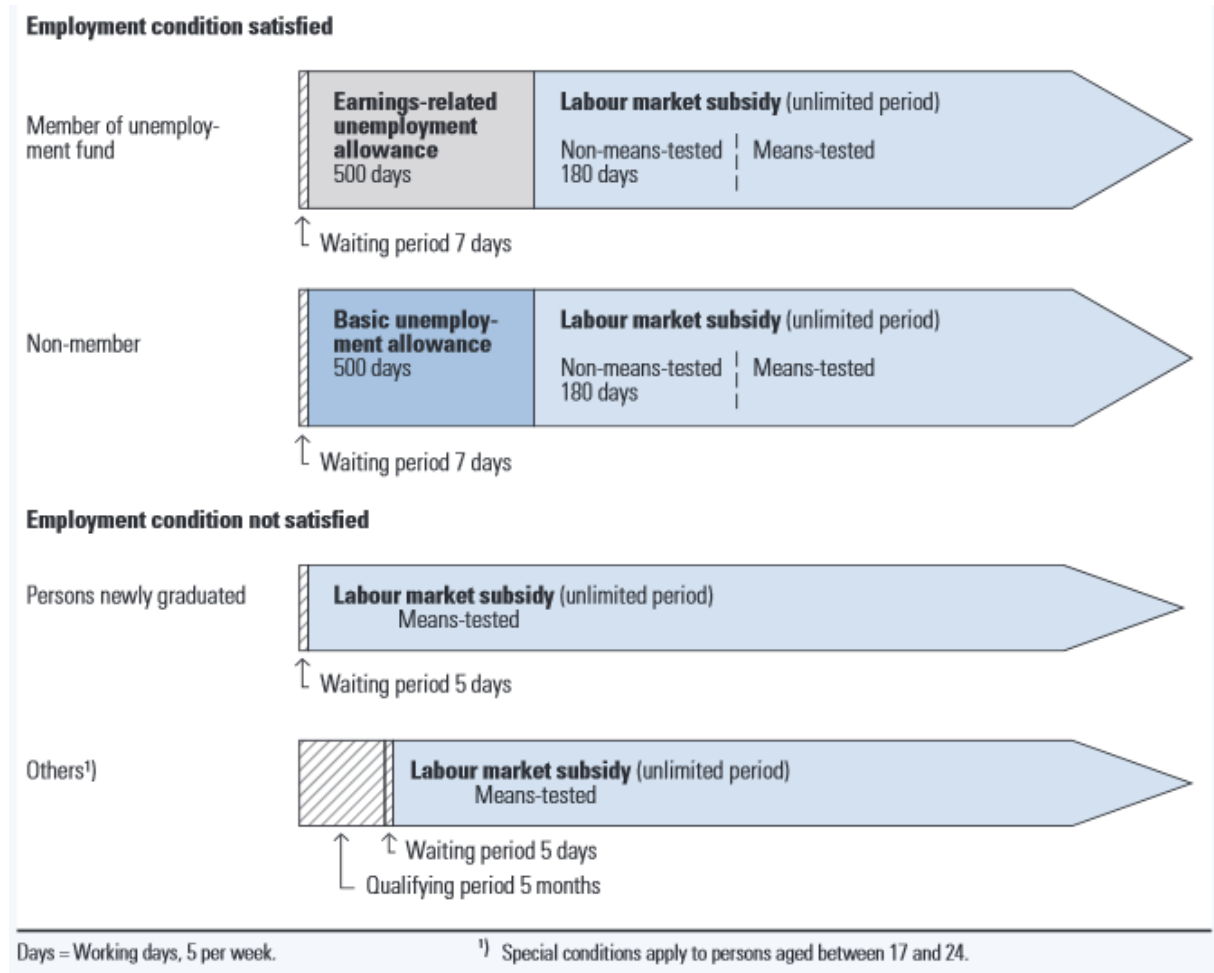 Employment condition satisfied
Member of unemploy-
ment fund
Earnings-related
unemployment
allowance
500 days
Labour market subsidy (unlimited period)
Non-means-tested
180 days
Means-tested
Waiting period 7 days
Non-member
Basic unemploy-
ment allowance
500 days
Labour market subsidy (unlimited period)
Non-means-tested
180 days
Means-tested
Waiting period 7 days
Employment condition not satisfied
Persons newly graduated
Labour market subsidy (unlimited period)
Means-tested
Waiting period 5 days
Others¹)
Labour market subsidy (unlimited period)
Means-tested
Waiting period 5 days
Qualifying period 5 months
Days = Working days, 5 per week.
¹) Special conditions apply to persons aged between 17 and 24.